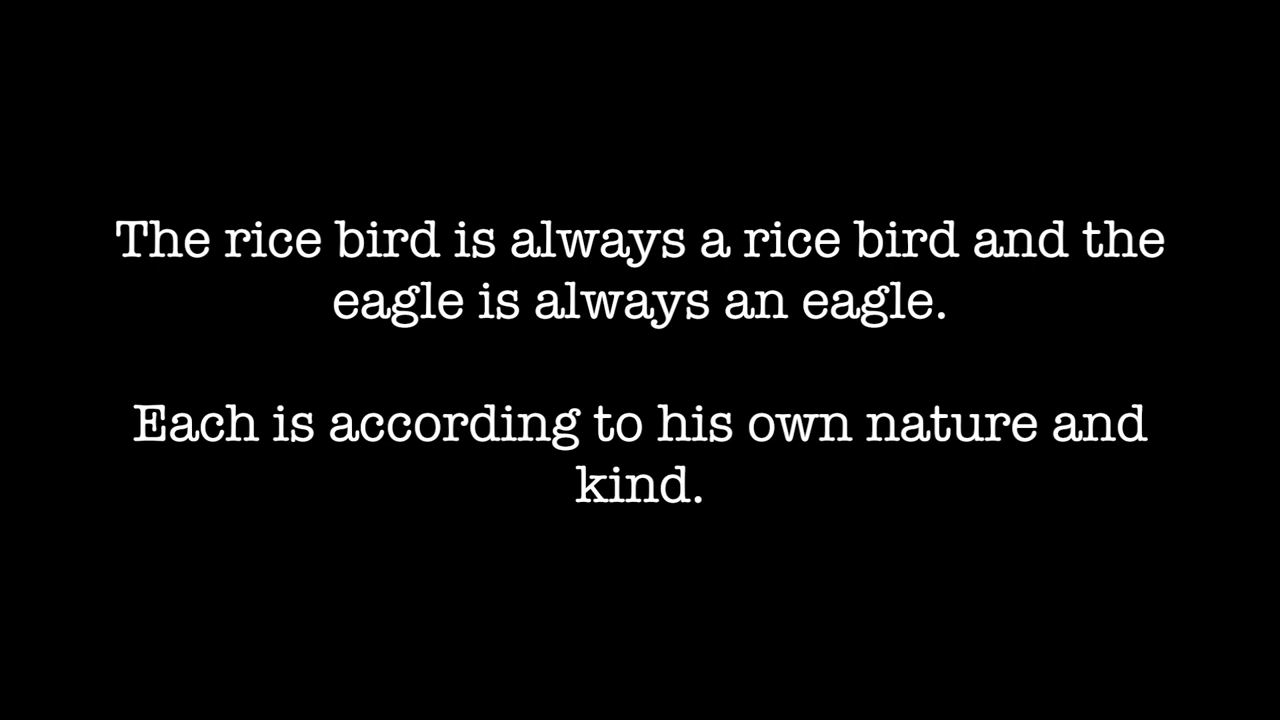 The rice bird is always a rice bird and the
eagle is always an eagle.
Each is according to his own nature and
kind.